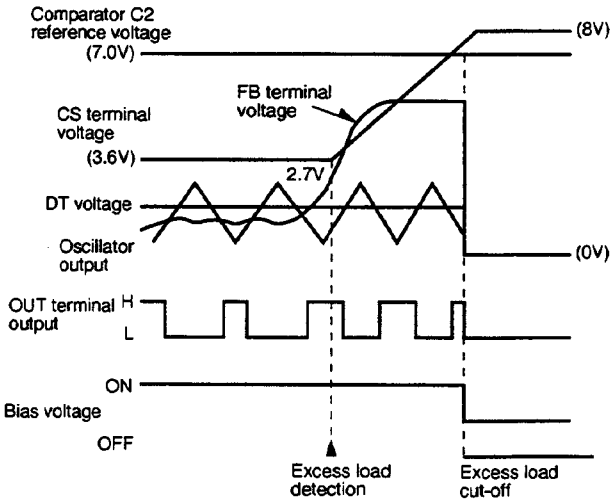 Comparator C2
reference voltage
(7.0V)
(8V)
FB terminal
voltage
CS terminal
voltage
(3.6V)
2.7V
DT voltage
Oscillator
output
(0V)
OUT terminal
output
H
L
ON
Bias voltage
OFF
Excess load
detection
Excess load
cut-off